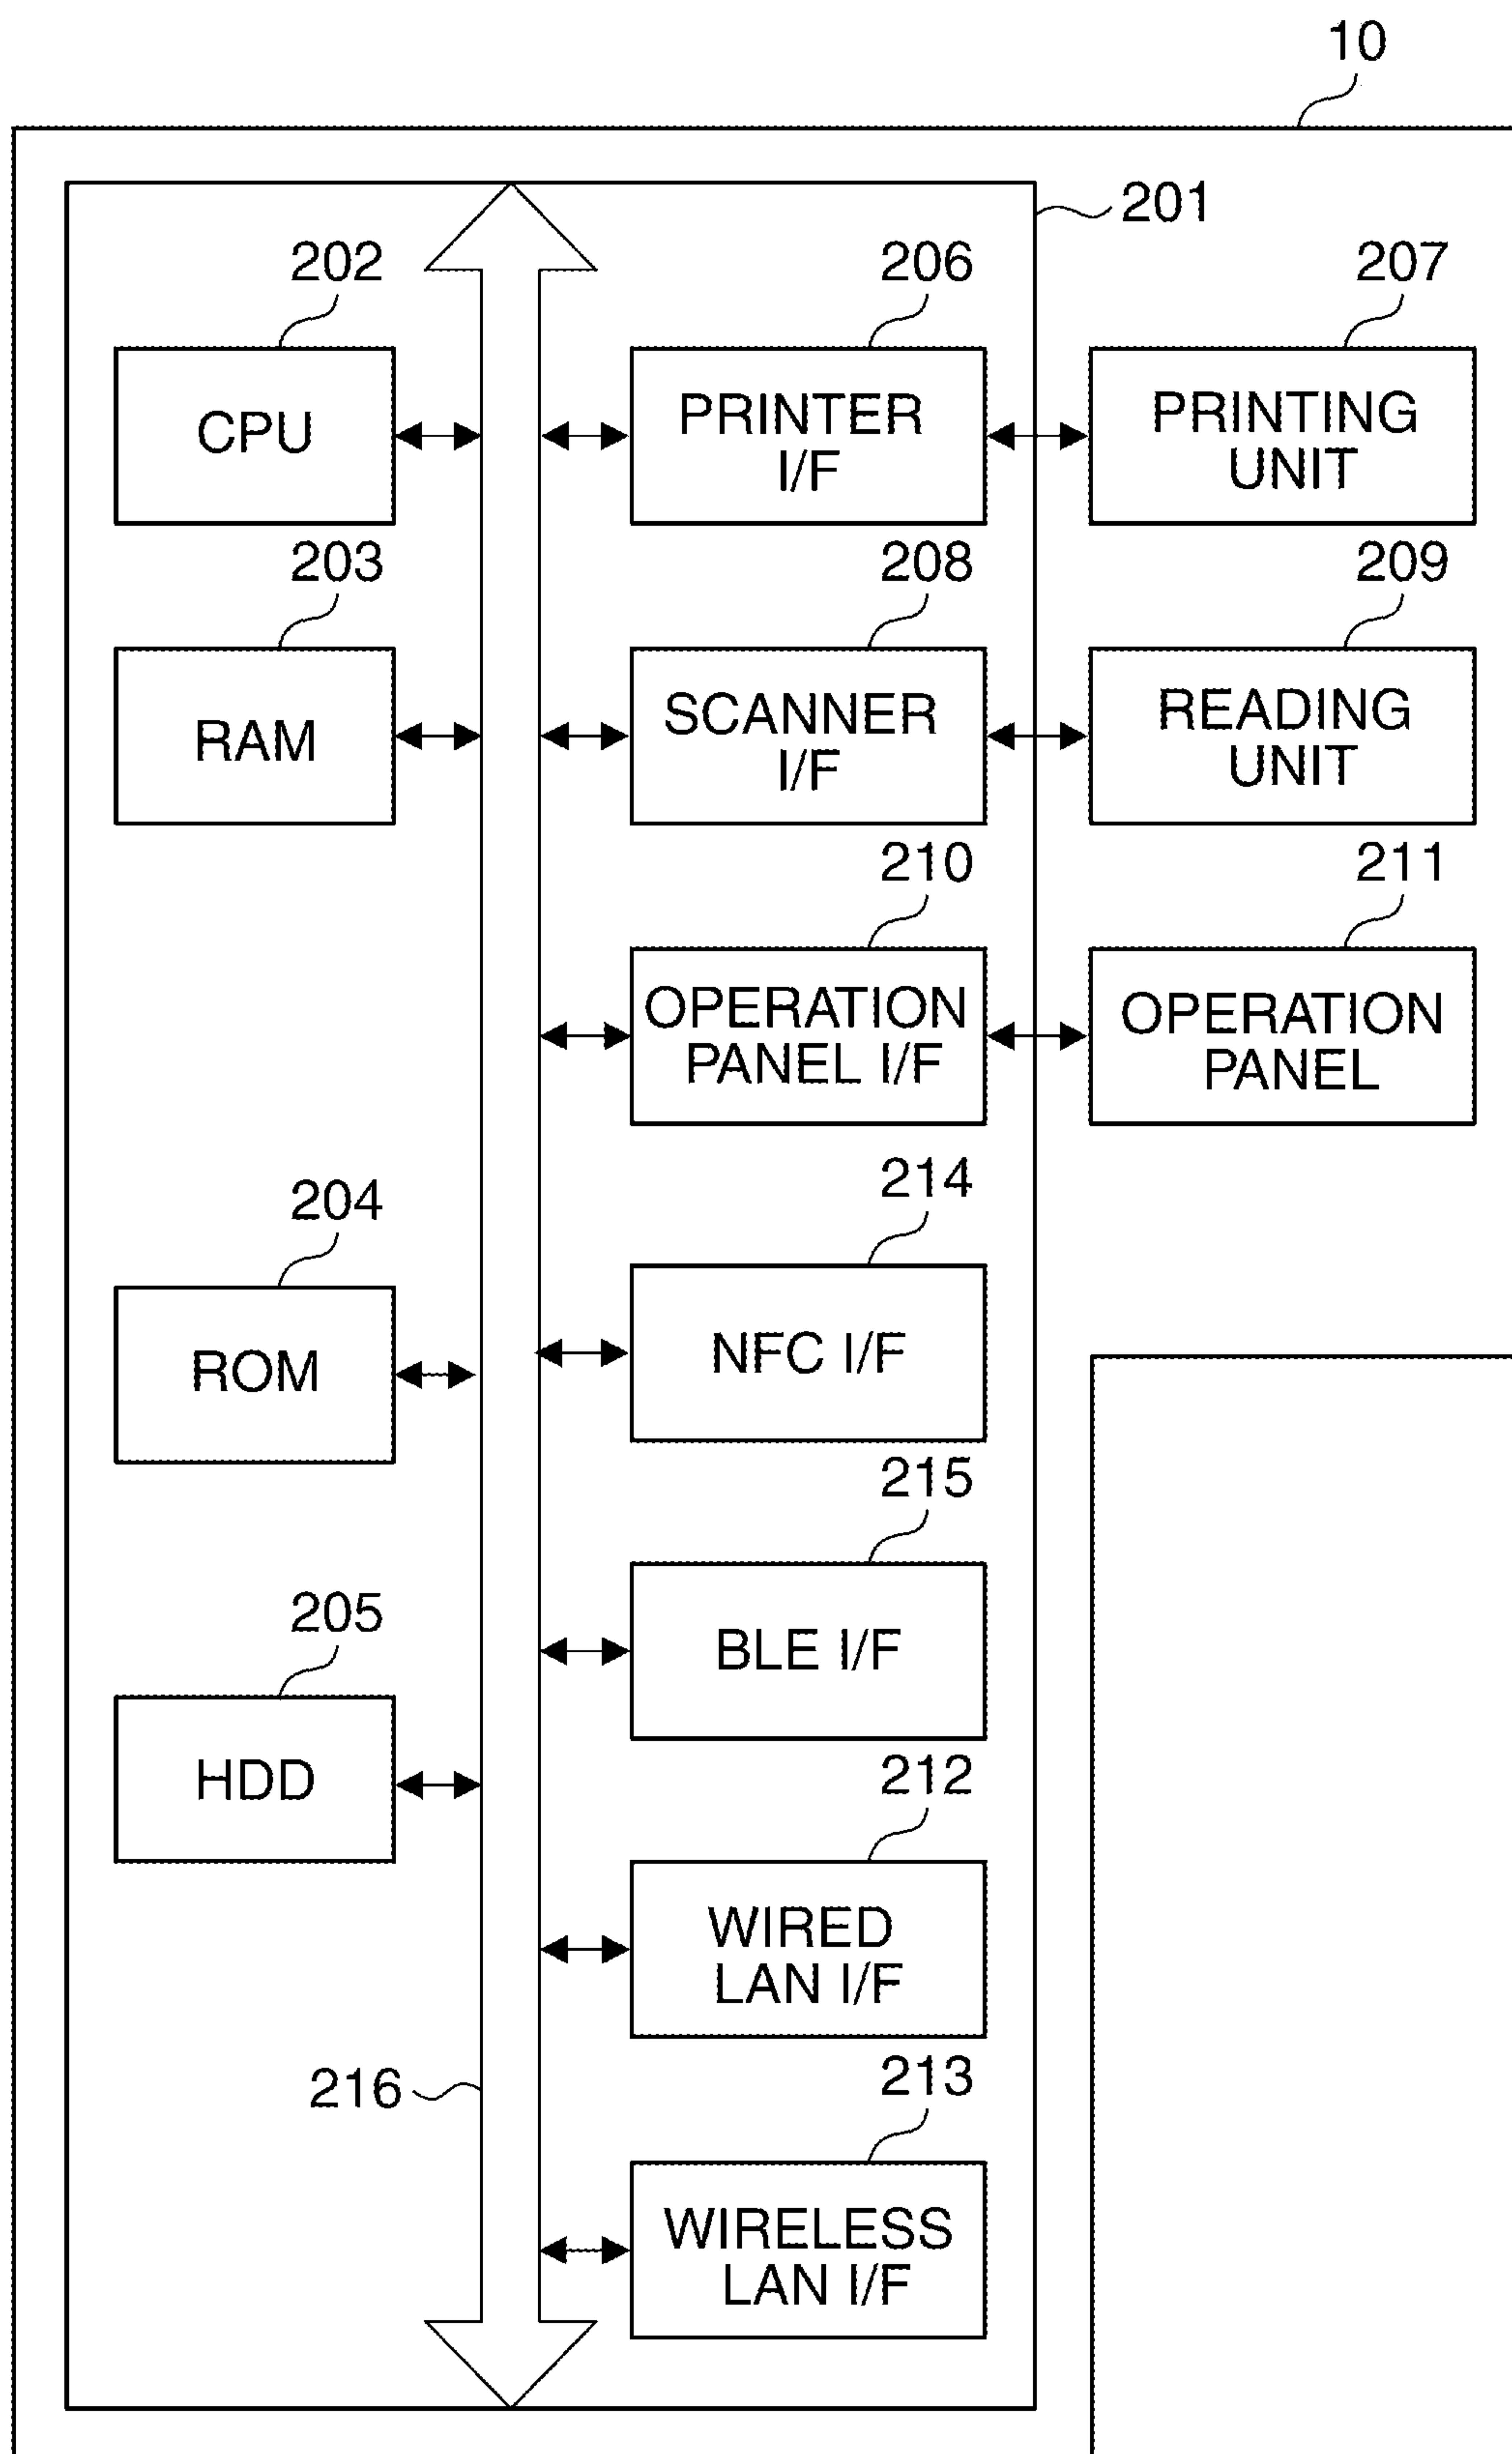 10
201
202
206
207
CPU
PRINTER
I/F
PRINTING
UNIT
203
208
209
RAM
SCANNER
I/F
READING
UNIT
210
211
OPERATION
PANEL I/F
OPERATION
PANEL
204
214
ROM
NFC I/F
215
BLE I/F
205
HDD
212
WIRED
LAN I/F
216
213
WIRELESS
LAN I/F